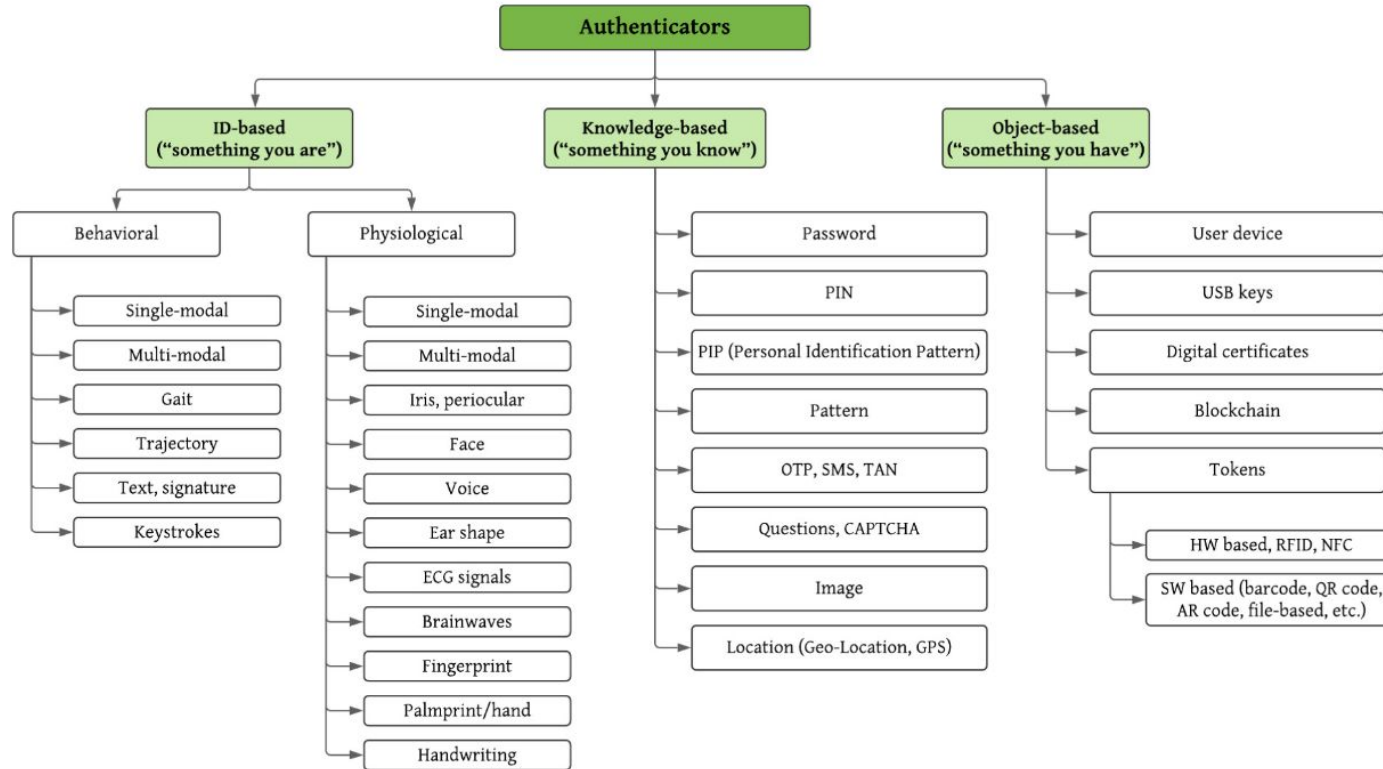 Authenticators
ID-based
(“something you are”)
Knowledge-based
(“something you know”)
Object-based
(“something you have”)
Behavioral
Single-modal
Multi-modal
Gait
Trajectory
Text, signature
Keystrokes
Physiological
Single-modal
Multi-modal
Iris, periocular
Face
Voice
Ear shape
ECG signals
Brainwaves
Fingerprint
Palmprint/hand
Handwriting
Password
PIN
PIP (Personal Identification Pattern)
Pattern
OTP, SMS, TAN
Questions, CAPTCHA
Image
Location (Geo-Location, GPS)
User device
USB keys
Digital certificates
Blockchain
Tokens
HW based, RFID, NFC
SW based (barcode, QR code,
AR code, file-based, etc.)